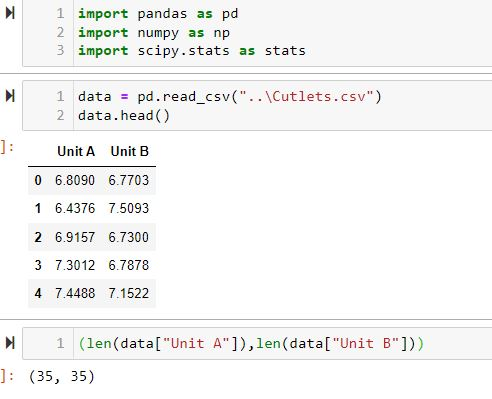 1 import pandas as pd
2 import numpy as np
3 import scipy.stats as stats
1 data = pd.read_csv("..\Cutlets.csv")
2 data.head()
]:
Unit A Unit B
0 6.8090 6.7703
1 6.4376 7.5093
2 6.9157 6.7300
3 7.3012 6.7878
4 7.4488 7.1522
1 (len(data["Unit A"]),len(data["Unit B"]))
]: (35, 35)